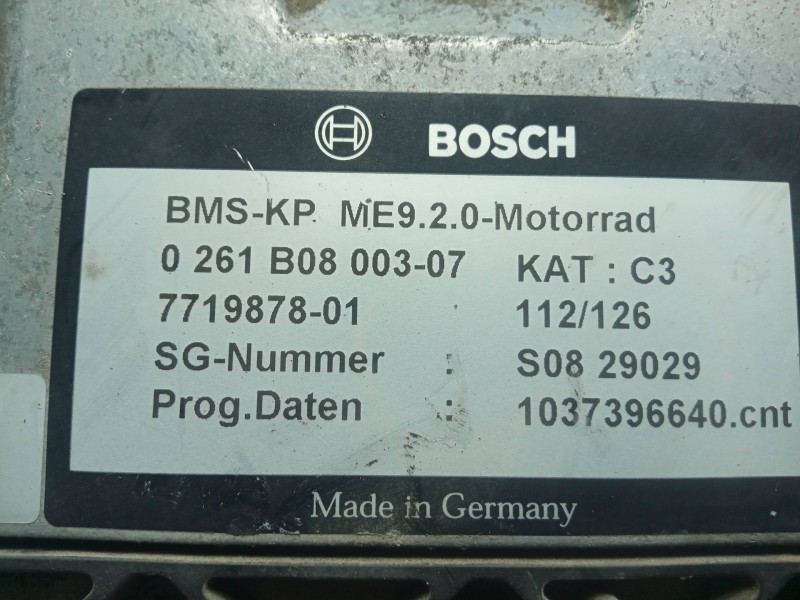 BOSCH
BMS-KP ME9.2.0-Motorrad
0 261 B08 003-07 KAT : C3
7719878-01 112/126
SG-Nummer : S08 29029
Prog.Daten : 1037396640.cnt
Made in Germany